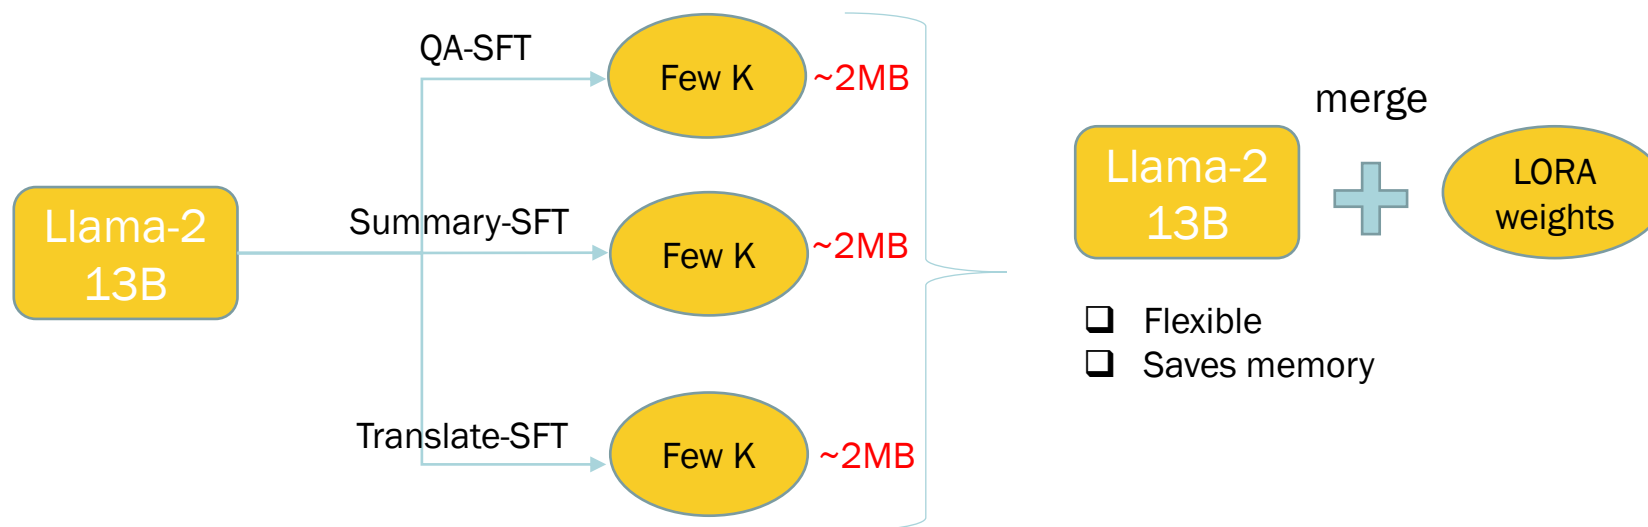 Llama-2
13B
QA-SFT
Few K
~2MB
Summary-SFT
Few K
~2MB
Translate-SFT
Few K
~2MB
merge
Llama-2
13B
LORA
weights
Flexible
Saves memory